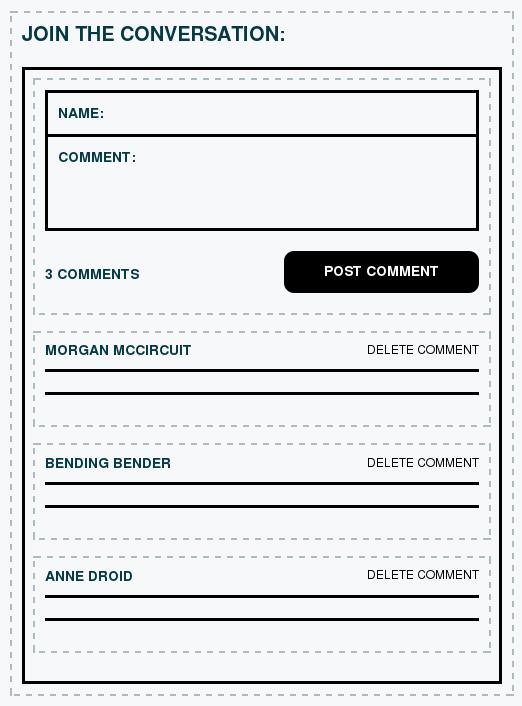 JOIN THE CONVERSATION:
NAME:
COMMENT:
3 COMMENTS
POST COMMENT
MORGAN MCCIRCUIT
DELETE COMMENT
BENDING BENDER
DELETE COMMENT
ANNE DROID
DELETE COMMENT